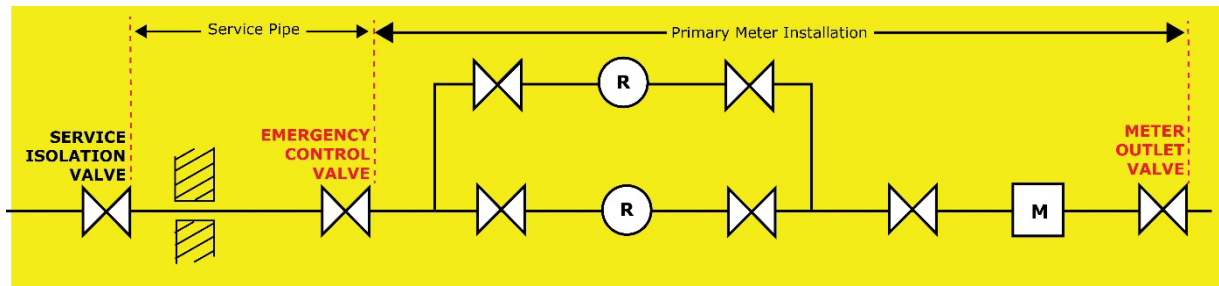 Service Pipe
Primary Meter Installation
R
SERVICE
ISOLATION
VALVE
EMERGENCY
CONTROL
VALVE
METER
OUTLET
VALVE
R
M